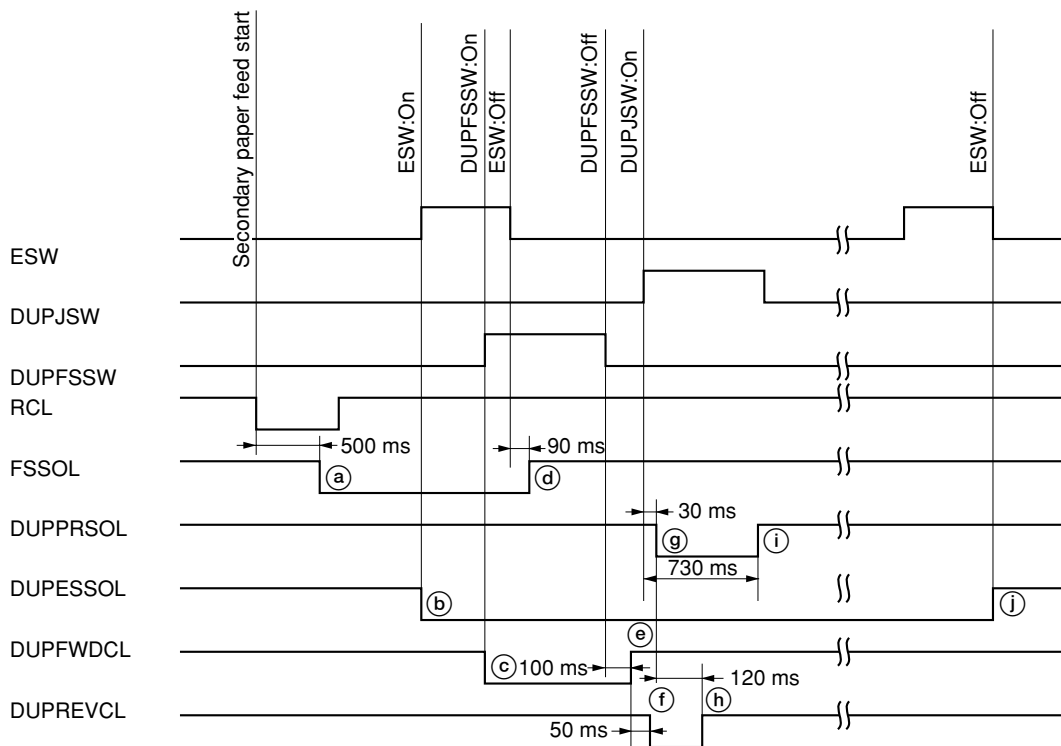 Secondary paper feed start
ESW:On
DUPFSSW:On
ESW:Off
DUPFSSW:Off
DUPJSW:On
ESW:Off
ESW
DUPJSW
DUPFSSW
RCL
500 ms
90 ms
FSSOL
a
d
30 ms
DUPPRSOL
g
i
730 ms
DUPESSOL
b
j
e
DUPFWDCL
c
100 ms
120 ms
f
h
DUPREVCL
50 ms